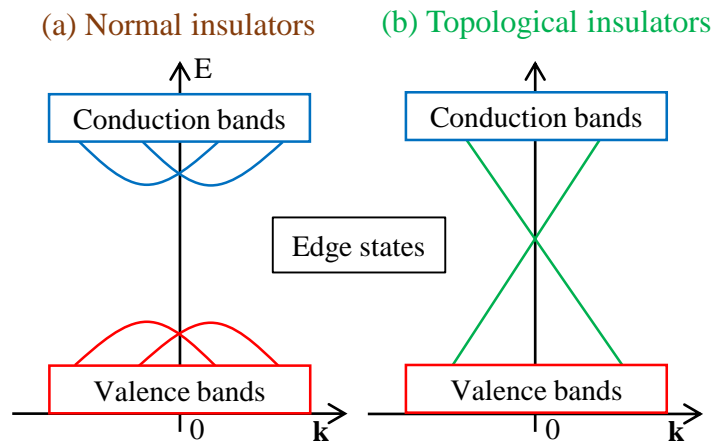 (a) Normal insulators
(b) Topological insulators
E
Conduction bands
Conduction bands
Edge states
Valence bands
Valence bands
0
k
0
k